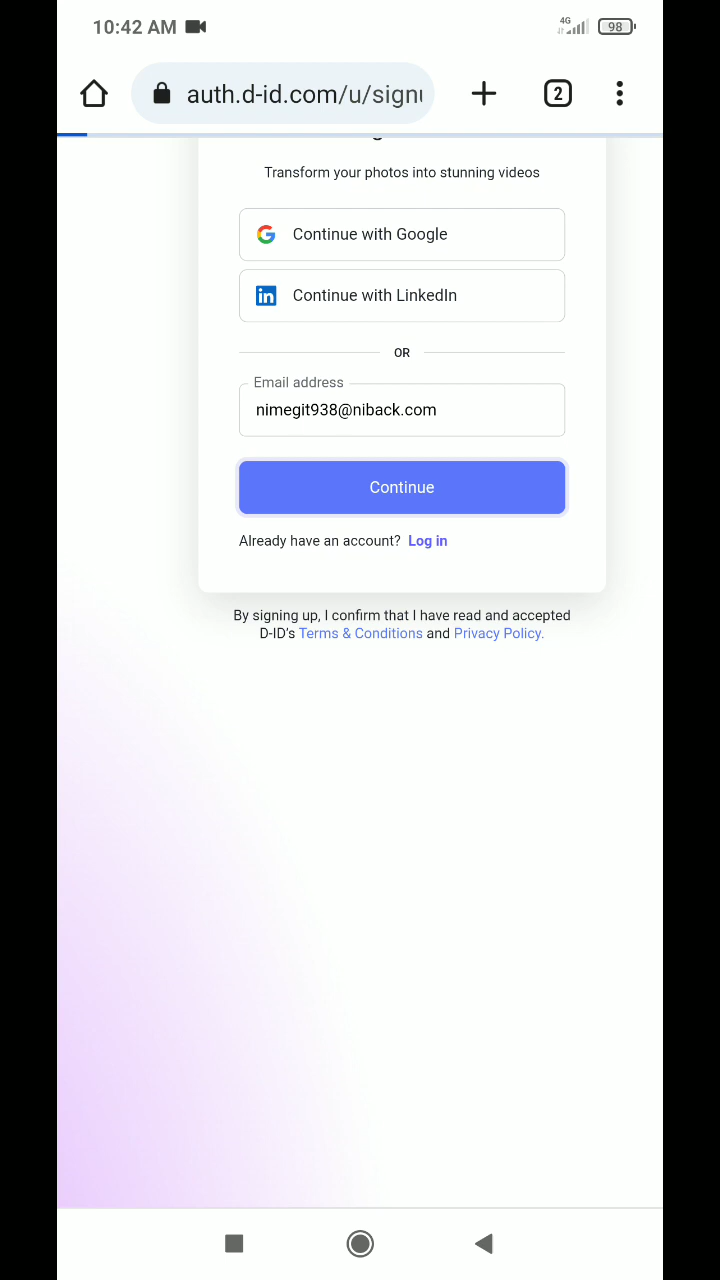 10:42 AM
4G
98
auth.d-id.com/u/sign
2
Transform your photos into stunning videos
Continue with Google
Continue with LinkedIn
OR
Email address
nimegit938@niback.com
Continue
Already have an account? Log in
By signing up, I confirm that I have read and accepted
D-ID's Terms & Conditions and Privacy Policy.